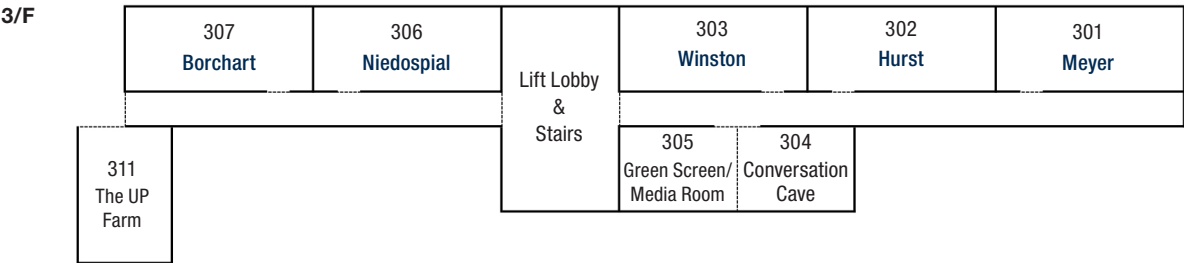 3/F
307
Borchart
306
Niedospial
Lift Lobby
&
Stairs
303
Winston
302
Hurst
301
Meyer
311
The UP
Farm
305
Green Screen/
Media Room
304
Conversation
Cave